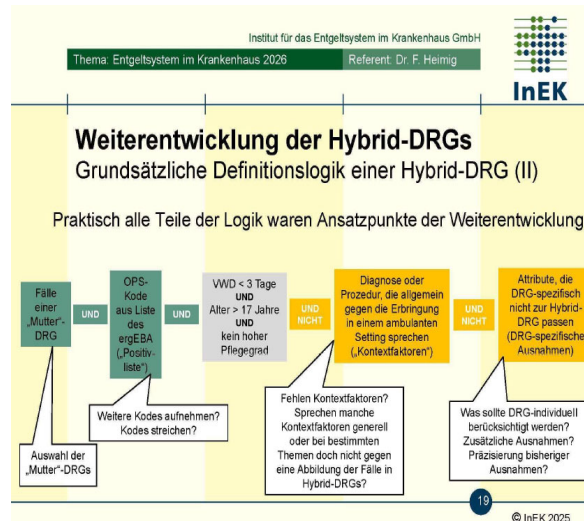 Institut für das Entgeltsystem im Krankenhaus GmbH
Thema: Entgeltsystem im Krankenhaus 2026
Referent: Dr. F. Heimig
InEK
Weiterentwicklung der Hybrid-DRGs
Grundsätzliche Definitionslogik einer Hybrid-DRG (II)
Praktisch alle Teile der Logik waren Ansatzpunkte der Weiterentwicklung
Fälle
einer
„Mutter"-
DRG
UND
OPS-
Kode
aus Liste
des
ergEBA
(„Positiv-
liste")
UND
VWD < 3 Tage
UND
Alter > 17 Jahre
UND
kein hoher
Pflegegrad
UND
NICHT
Diagnose oder
Prozedur, die allgemein
gegen die Erbringung
in einem ambulanten
Setting sprechen
(„Kontextfaktoren")
UND
NICHT
Attribute, die
DRG-spezifisch
nicht zur Hybrid-
DRG passen
(DRG-spezifische
Ausnahmen)
Auswahl der
„Mutter"-DRGs
Weitere Kodes aufnehmen?
Kodes streichen?
Fehlen Kontextfaktoren?
Sprechen manche
Kontextfaktoren generell
oder bei bestimmten
Themen doch nicht gegen
eine Abbildung der Fälle in
Hybrid-DRGs?
Was sollte DRG-individuell
berücksichtigt werden?
Zusätzliche Ausnahmen?
Präzisierung bisheriger
Ausnahmen?
19
© InEK 2025